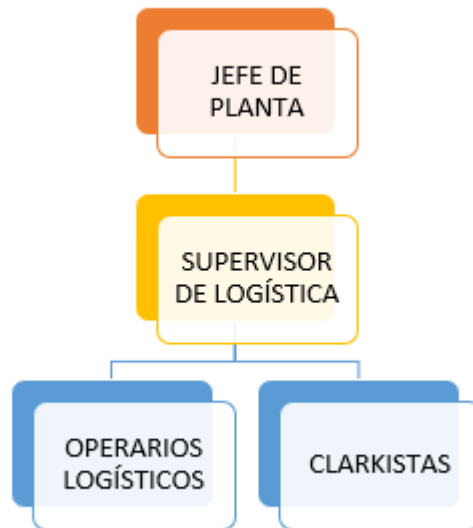 JEFE DE
PLANTA
SUPERVISOR
DE LOGÍSTICA
OPERARIOS
LOGÍSTICOS
CLARKISTAS